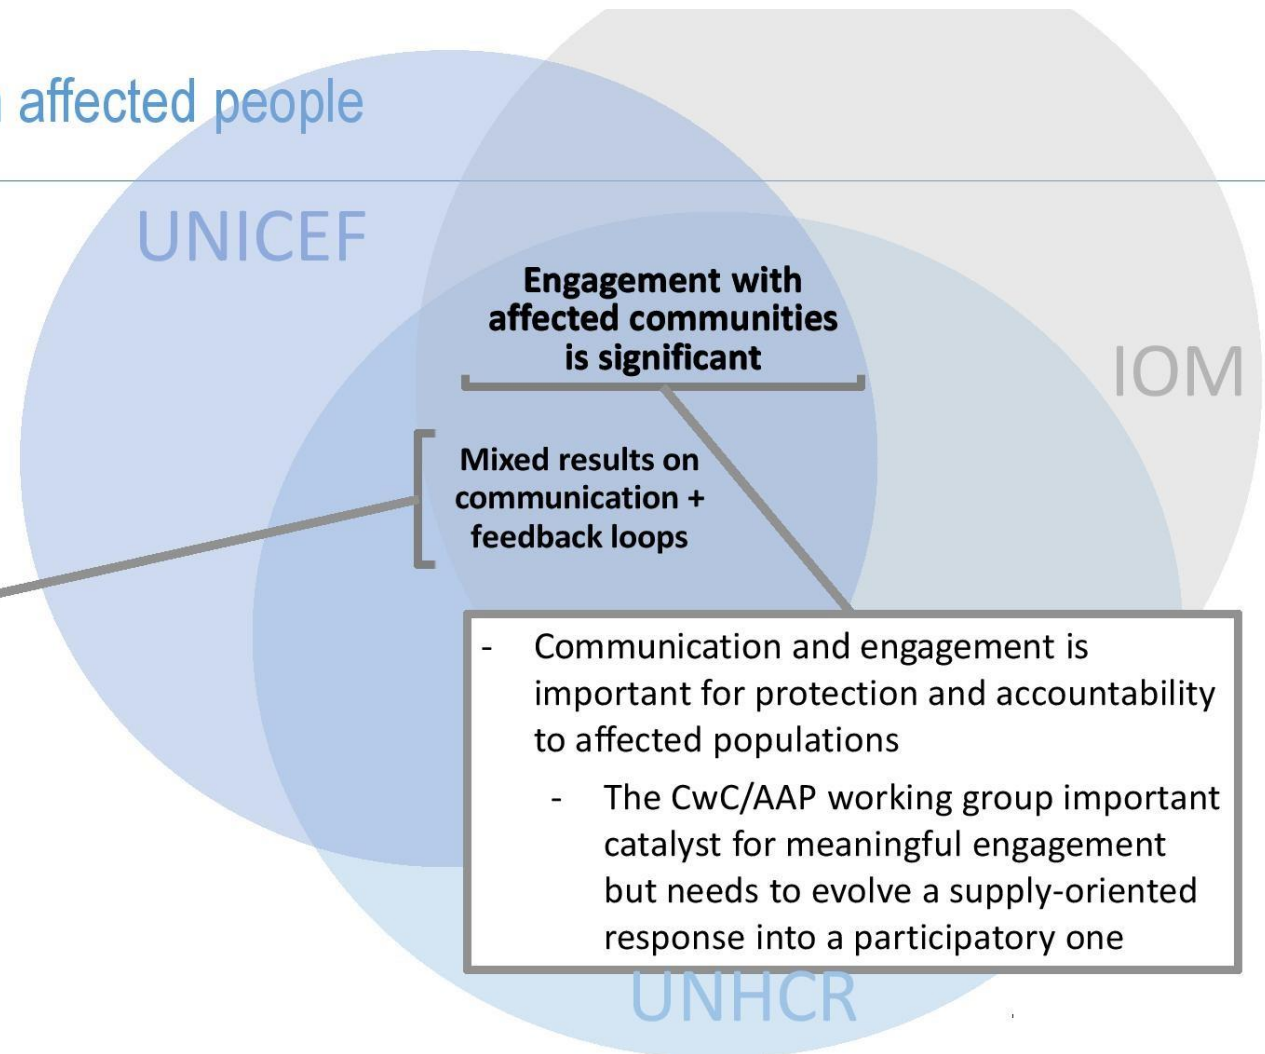 affected people
UNICEF
Engagement with
affected communities
is significant
IOM
Mixed results on
communication +
feedback loops
- Communication and engagement is
important for protection and accountability
to affected populations
- The CwC/AAP working group important
catalyst for meaningful engagement
but needs to evolve a supply-oriented
response into a participatory one
UNHCR